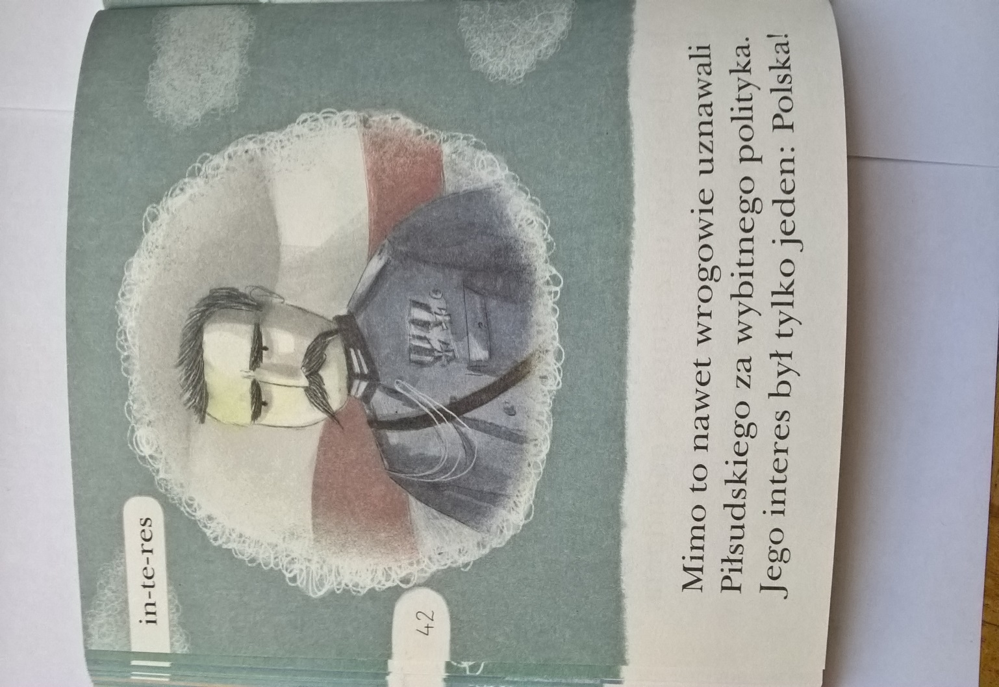 in-te-res
42
Mimo to nawet wrogowie uznawali
Piłsudskiego za wybitnego polityka.
Jego interes był tylko jeden: Polska!